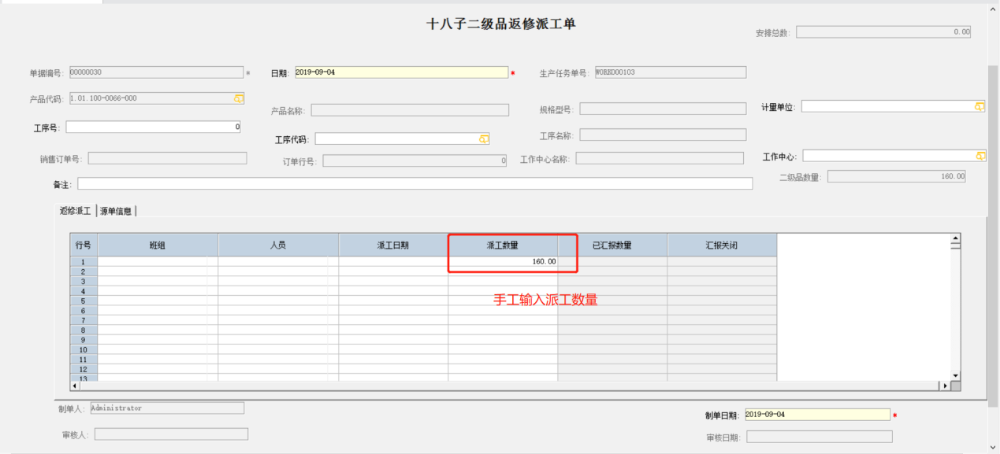 十八子二级品返修派工单
安排总数: 0.00
单据编号: 00000030 * 日期: 2019-09-04 * 生产任务单号: WORK000103
产品代码: 1.01.100-0066-000 产品名称: 规格型号: 计量单位:
工序号: 0 工序代码: 工序名称:
销售订单号: 订单行号: 0 工作中心名称: 工作中心:
二级品数量: 160.00
备注:
返修派工 源单信息
行号 班组 人员 派工日期 派工数量 已汇报数量 汇报关闭
1 160.00
2
3
4
手工输入派工数量
5
6
7
8
9
10
11
12
13
制单人: Administrator 制单日期: 2019-09-04 *
审核人: 审核日期: